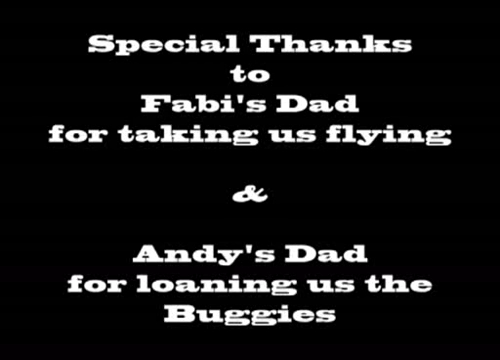 Special Thanks
to
Fabi's Dad
for taking us flying
&
Andy's Dad
for loaning us the
Buggies